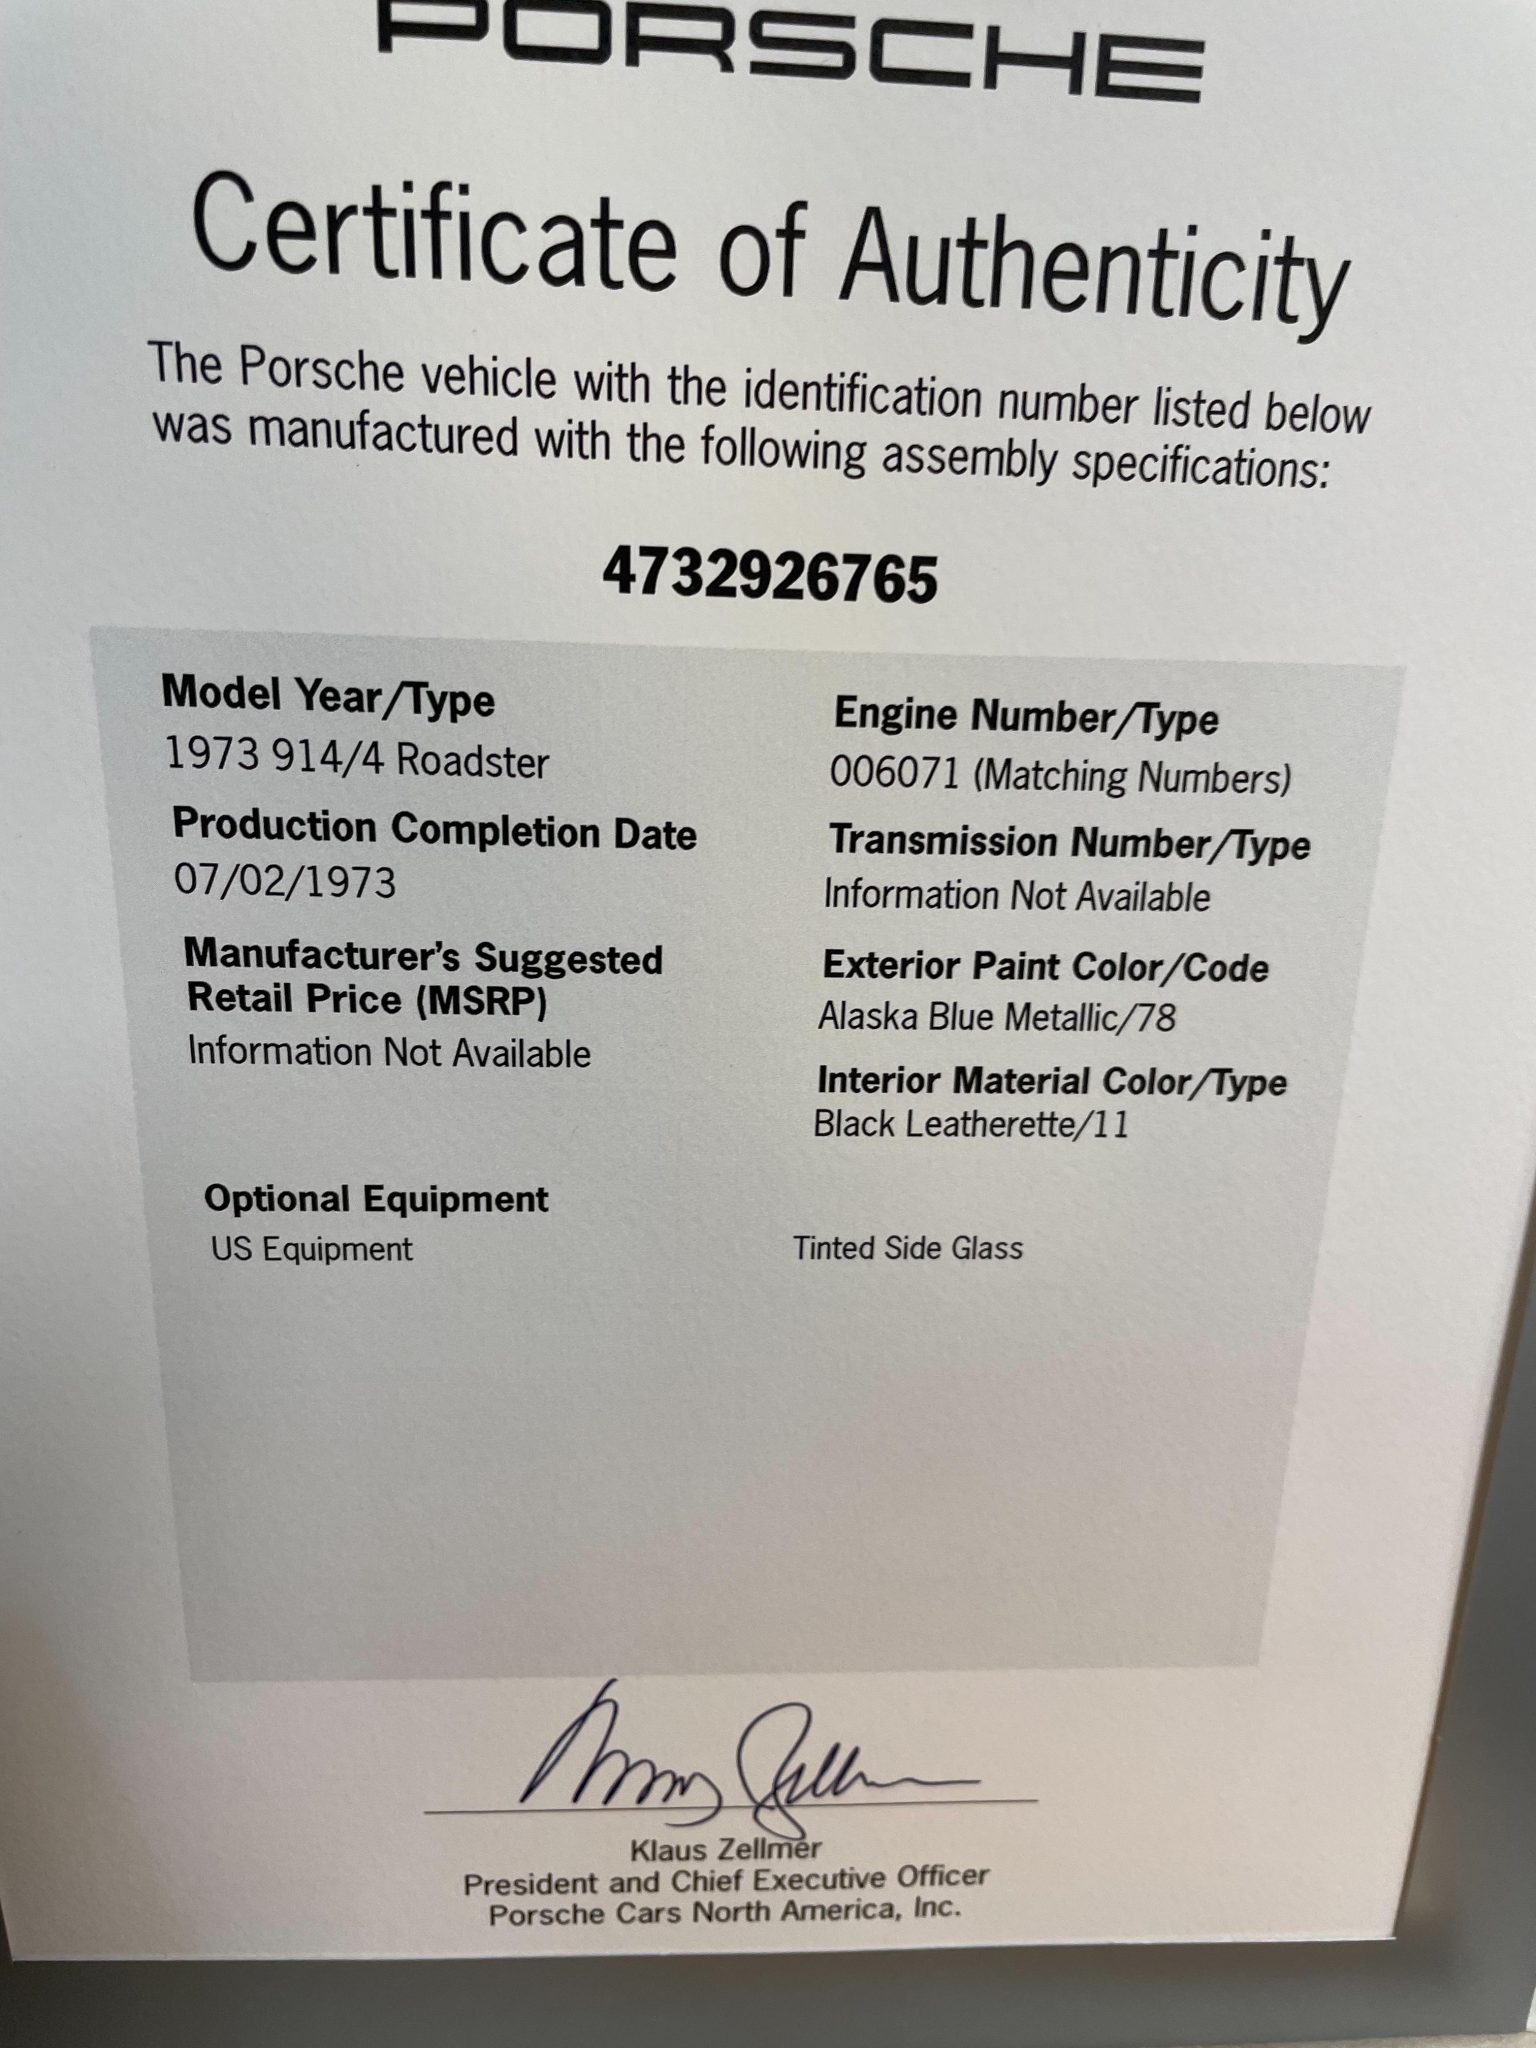 PORSCHE
Certificate of Authenticity
The Porsche vehicle with the identification number listed below
was manufactured with the following assembly specifications:
4732926765
Model Year/Type
1973 914/4 Roadster
Production Completion Date
07/02/1973
Manufacturer's Suggested
Retail Price (MSRP)
Information Not Available
Engine Number/Type
006071 (Matching Numbers)
Transmission Number/Type
Information Not Available
Exterior Paint Color/Code
Alaska Blue Metallic/78
Interior Material Color/Type
Black Leatherette/11
Optional Equipment
US Equipment
Tinted Side Glass
Klaus Zellmer
President and Chief Executive Officer
Porsche Cars North America, Inc.